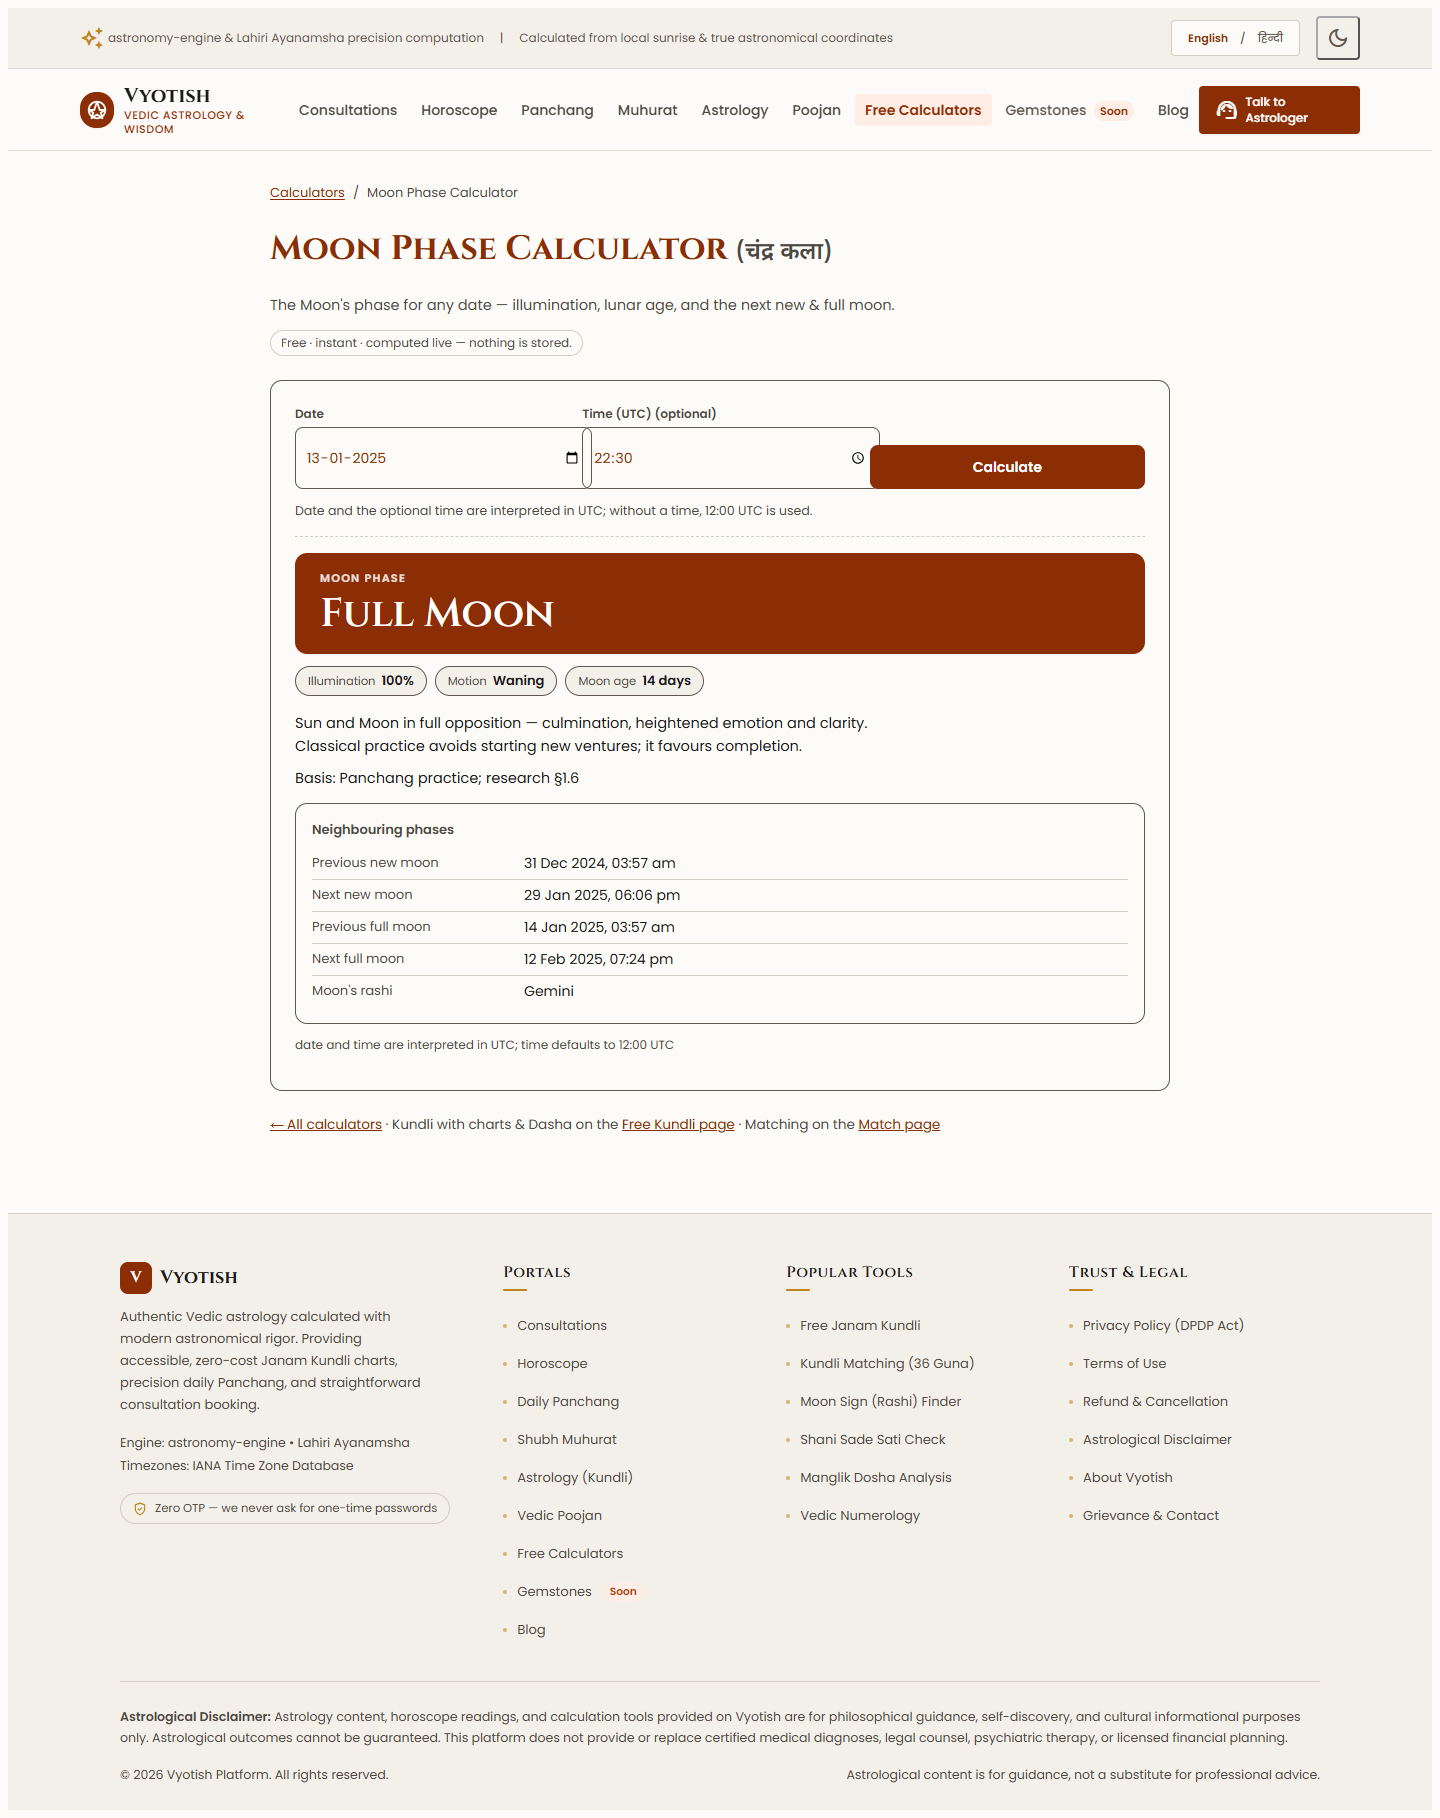 astronomy-engine & Lahiri Ayanamsha precision computation | Calculated from local sunrise & true astronomical coordinates
English / हिन्दी
Vyotish
VEDIC ASTROLOGY & WISDOM
Consultations Horoscope Panchang Muhurat Astrology Poojan Free Calculators Gemstones Soon Blog
Talk to Astrologer
Calculators / Moon Phase Calculator
Moon Phase Calculator (चंद्र कला)
The Moon's phase for any date — illumination, lunar age, and the next new & full moon.
Free · instant · computed live — nothing is stored.
Date
Time (UTC) (optional)
13-01-2025
22:30
Calculate
Date and the optional time are interpreted in UTC; without a time, 12:00 UTC is used.
MOON PHASE
Full Moon
Illumination 100%
Motion Waning
Moon age 14 days
Sun and Moon in full opposition — culmination, heightened emotion and clarity.
Classical practice avoids starting new ventures; it favours completion.
Basis: Panchang practice; research §1.6
Neighbouring phases
Previous new moon 31 Dec 2024, 03:57 am
Next new moon 29 Jan 2025, 06:06 pm
Previous full moon 14 Jan 2025, 03:57 am
Next full moon 12 Feb 2025, 07:24 pm
Moon's rashi Gemini
date and time are interpreted in UTC; time defaults to 12:00 UTC
← All calculators · Kundli with charts & Dasha on the Free Kundli page · Matching on the Match page
V Vyotish
Authentic Vedic astrology calculated with
modern astronomical rigor. Providing
accessible, zero-cost Janam Kundli charts,
precision daily Panchang, and straightforward
consultation booking.
Engine: astronomy-engine • Lahiri Ayanamsha
Timezones: IANA Time Zone Database
Zero OTP — we never ask for one-time passwords
Portals
Consultations
Horoscope
Daily Panchang
Shubh Muhurat
Astrology (Kundli)
Vedic Poojan
Free Calculators
Gemstones Soon
Blog
Popular Tools
Free Janam Kundli
Kundli Matching (36 Guna)
Moon Sign (Rashi) Finder
Shani Sade Sati Check
Manglik Dosha Analysis
Vedic Numerology
Trust & Legal
Privacy Policy (DPDP Act)
Terms of Use
Refund & Cancellation
Astrological Disclaimer
About Vyotish
Grievance & Contact
Astrological Disclaimer: Astrology content, horoscope readings, and calculation tools provided on Vyotish are for philosophical guidance, self-discovery, and cultural informational purposes
only. Astrological outcomes cannot be guaranteed. This platform does not provide or replace certified medical diagnoses, legal counsel, psychiatric therapy, or licensed financial planning.
© 2026 Vyotish Platform. All rights reserved.
Astrological content is for guidance, not a substitute for professional advice.